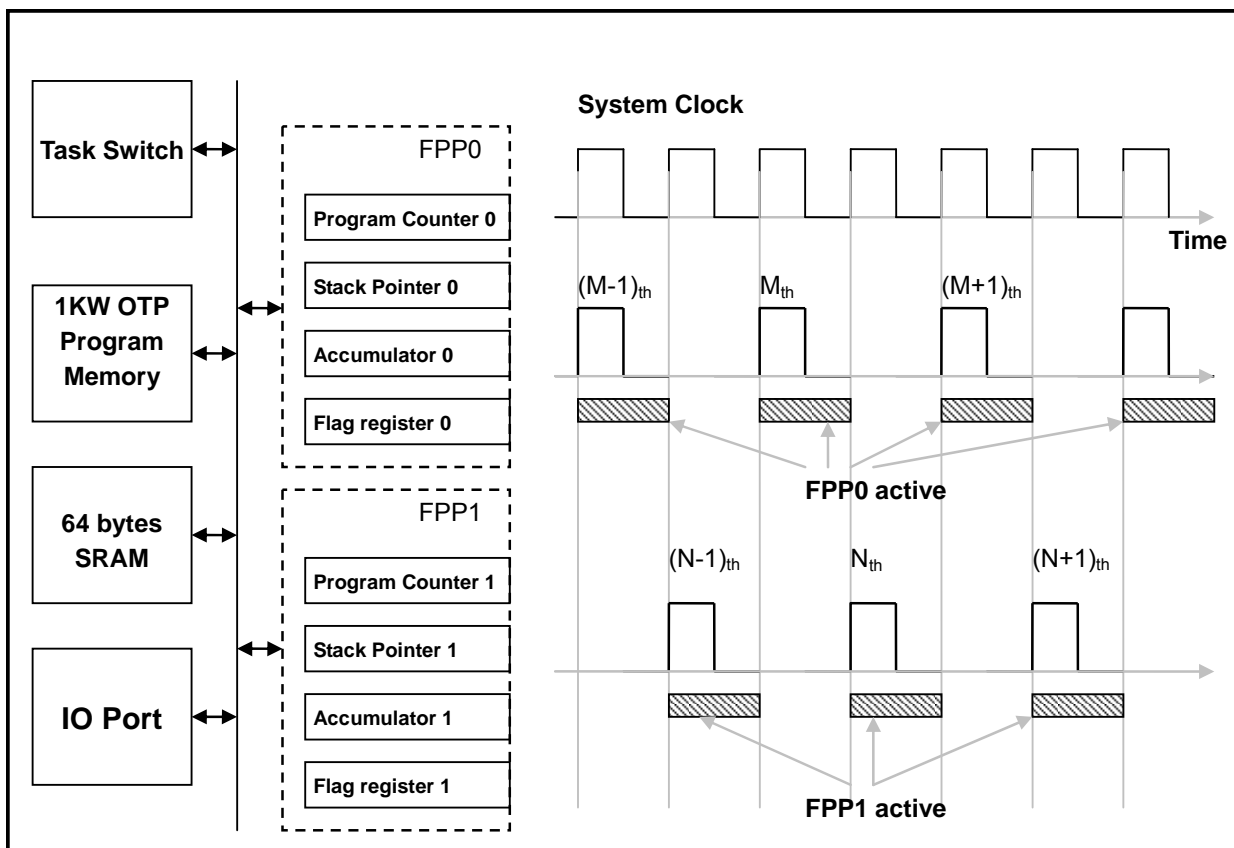 Task Switch
1KW OTP
Program
Memory
64 bytes
SRAM
IO Port
FPP0
Program Counter 0
Stack Pointer 0
Accumulator 0
Flag register 0
FPP1
Program Counter 1
Stack Pointer 1
Accumulator 1
Flag register 1
System Clock
Time
(M-1)th
Mth
(M+1)th
FPP0 active
(N-1)th
Nth
(N+1)th
FPP1 active